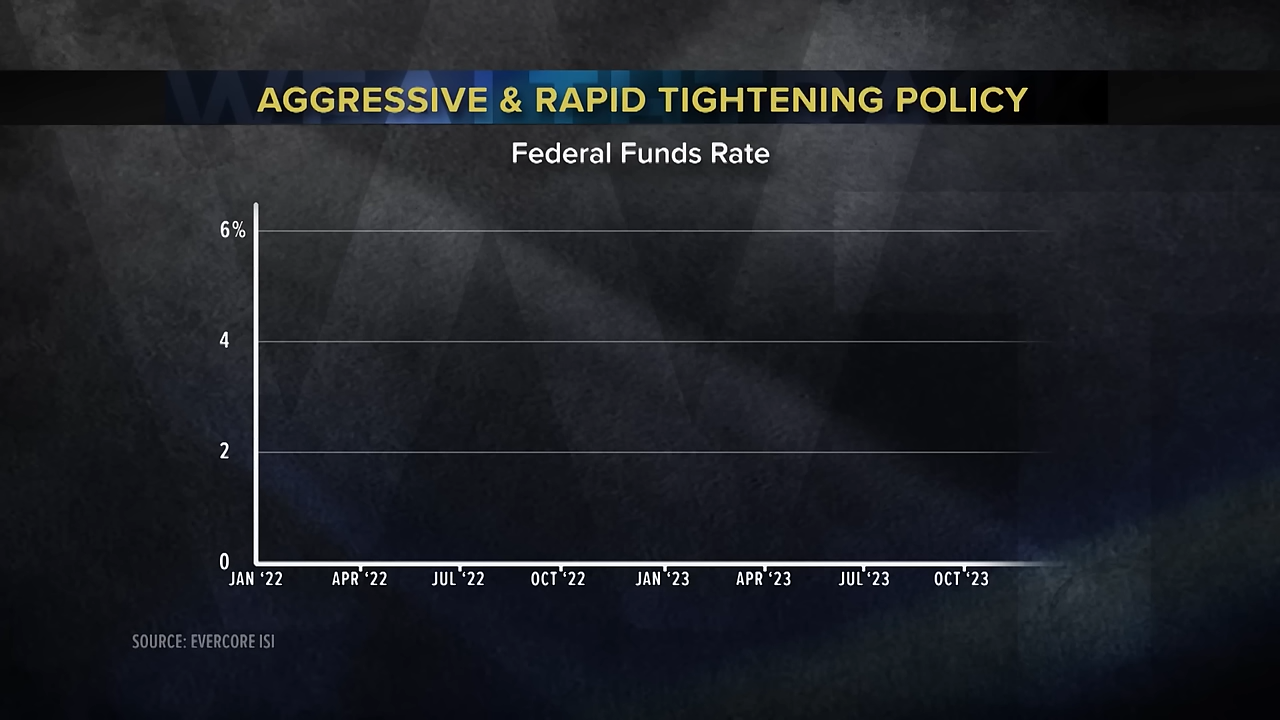 AGGRESSIVE & RAPID TIGHTENING POLICY
Federal Funds Rate
6%
4
2
0
JAN ‘22 APR ‘22 JUL ‘22 OCT ‘22 JAN ‘23 APR ‘23 JUL ‘23 OCT ‘23
SOURCE: EVERCORE ISI